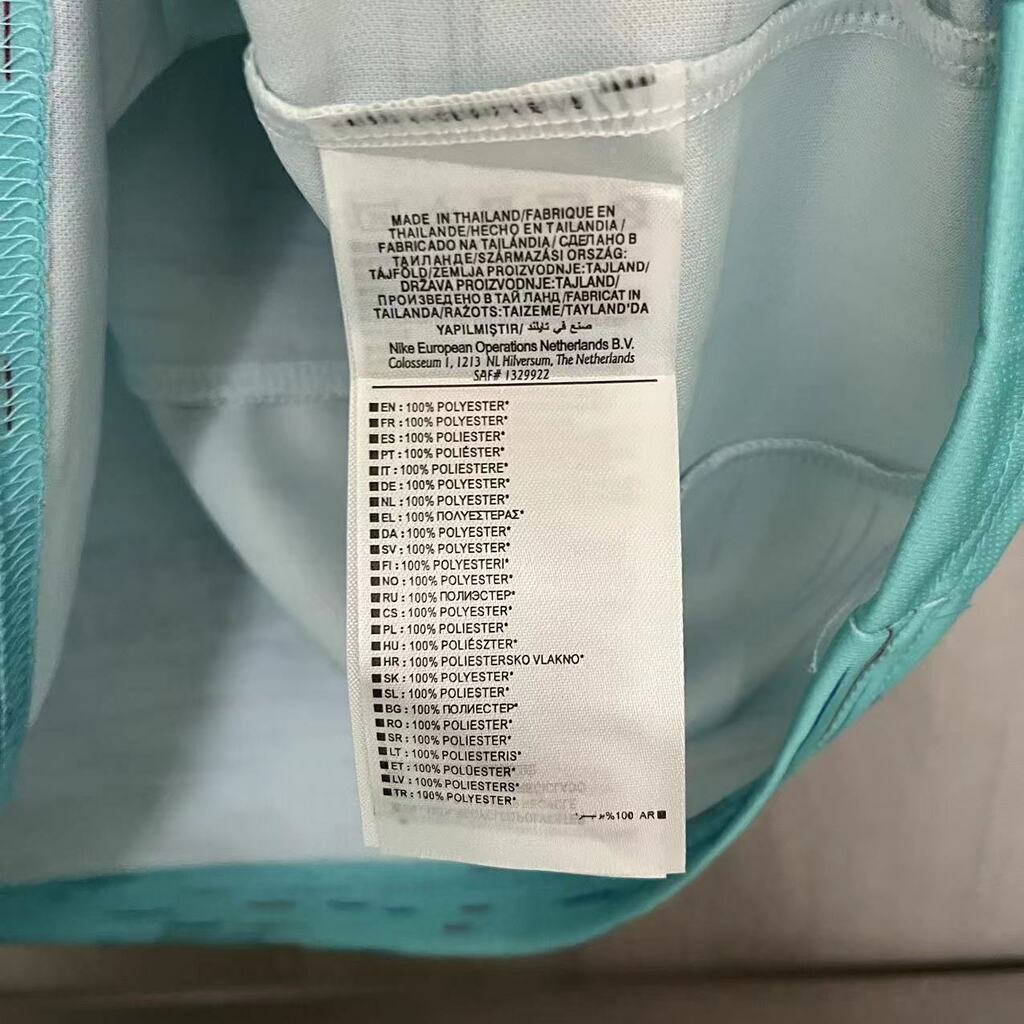 MADE IN THAILAND/FABRIQUE EN
THAILANDE/HECHO EN TAILANDIA/
FABRICADO NA TAILÂNDIA/СДЕЛАНО В
ТАИЛАНДЕ/SZÁRMAZÁSI ORSZÁG:
TÁJFÖLD/ZEMLJA PROIZVODNJE:TAJLAND/
DRŽAVA PROIZVODNJE:TAJLAND/
ПРОИЗВЕДЕНО В ТАЙЛАНД/FABRICAT IN
TAILANDA/RAŽOTS:TAIZEME/TAYLAND'DA
YAPILMIŞTIR/ صنع في تايلند
Nike European Operations Netherlands B.V.
Colosseum 1, 1213 NL Hilversum, The Netherlands
SAF# 1329922
EN : 100% POLYESTER*
FR : 100% POLYESTER*
ES : 100% POLIESTER*
PT : 100% POLIÉSTER*
IT : 100% POLIESTERE*
DE : 100% POLYESTER*
NL : 100% POLYESTER*
EL : 100% ΠΟΛΥΕΣΤΕΡΑΣ*
DA : 100% POLYESTER*
SV : 100% POLYESTER*
FI : 100% POLYESTERI*
NO : 100% POLYESTER*
RU : 100% ПОЛИЭСТЕР*
CS : 100% POLYESTER*
PL : 100% POLIESTER*
HU : 100% POLIÉSZTER*
HR : 100% POLIESTERSKO VLAKNO*
SK : 100% POLYESTER*
SL : 100% POLIESTER*
BG : 100% ПОЛИЕСТЕР*
RO : 100% POLIESTER*
SR : 100% POLIESTER*
LT : 100% POLIESTERIS*
ET : 100% POLÜESTER*
LV : 100% POLIESTERS*
TR : 100% POLYESTER*
%100 AR